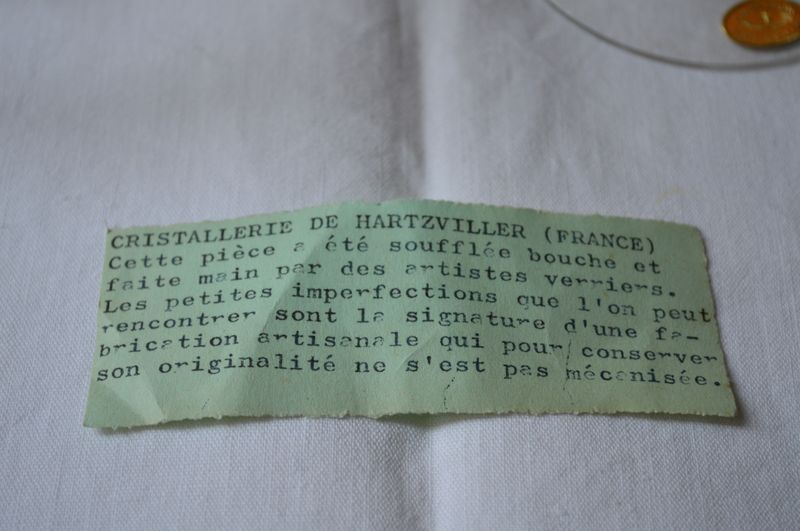 CRISTALLERIE DE HARTZVILLER (FRANCE)
Cette pièce a été soufflée bouche et
faite main par des artistes verriers.
Les petites imperfections que l'on peut
rencontrer sont la signature d'une fa-
brication artisanale qui pour conserver
son originalité ne s'est pas mécanisée.